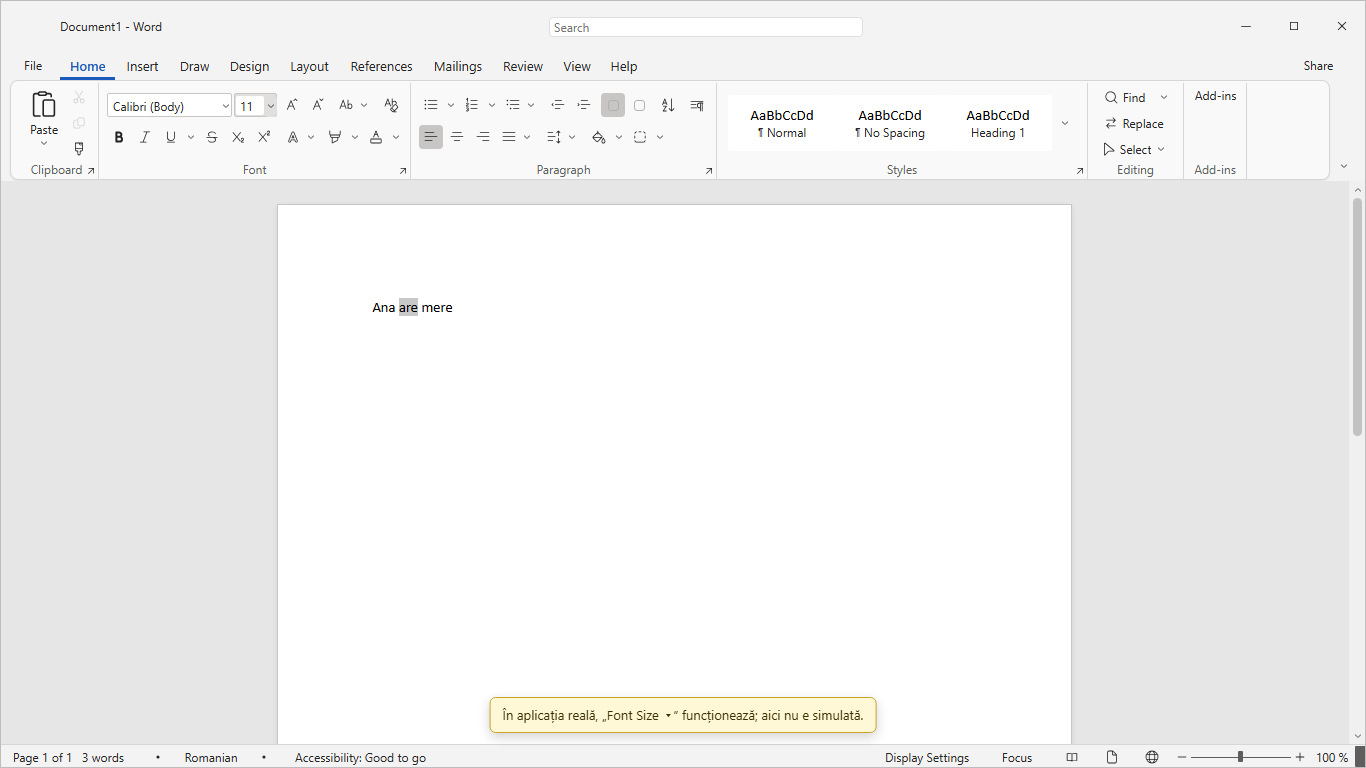 Document1 - Word
Search
File Home Insert Draw Design Layout References Mailings Review View Help Share
Paste
Clipboard
Calibri (Body) 11
Font
Paragraph
AaBbCcDd AaBbCcDd AaBbCcDd
¶ Normal ¶ No Spacing Heading 1
Styles
Find
Replace
Select
Editing
Add-ins
Add-ins
Ana are mere
În aplicația reală, „Font Size ▾” funcționează; aici nu e simulată.
Page 1 of 1 3 words • Romanian • Accessibility: Good to go Display Settings Focus 100 %